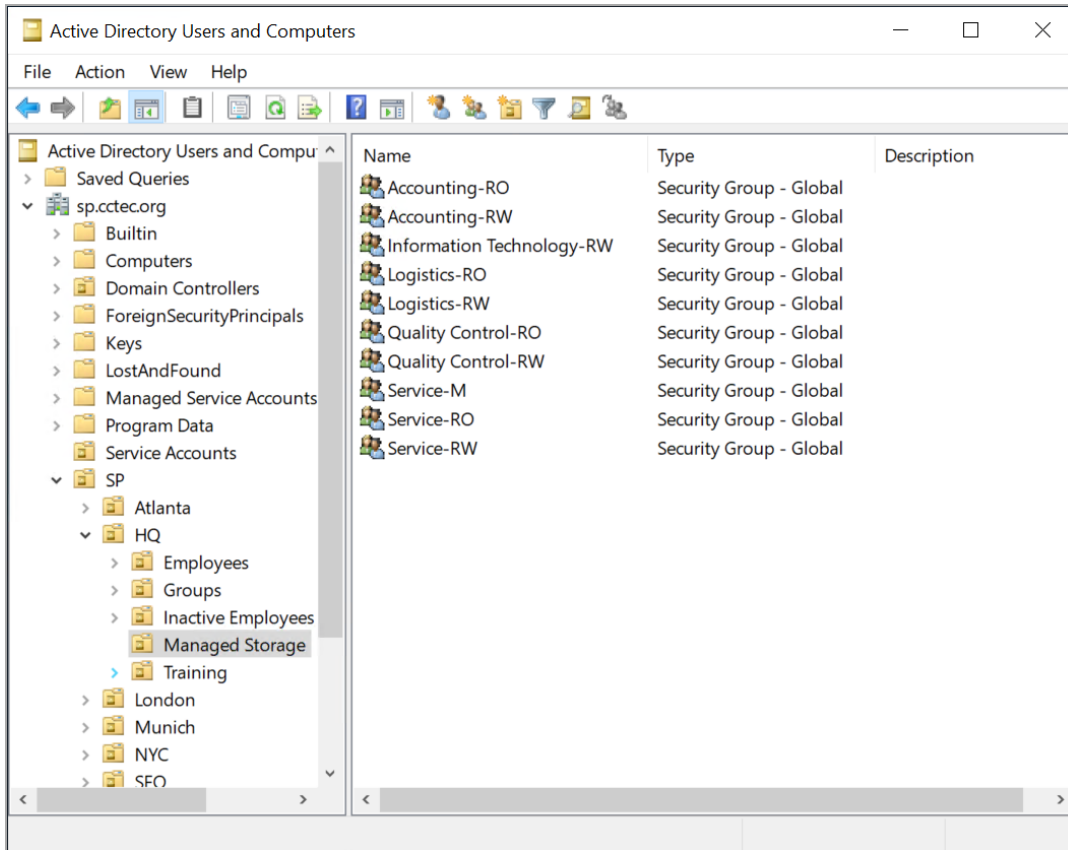 Active Directory Users and Computers
File Action View Help
Active Directory Users and Compu
Saved Queries
sp.cctec.org
Builtin
Computers
Domain Controllers
ForeignSecurityPrincipals
Keys
LostAndFound
Managed Service Accounts
Program Data
Service Accounts
SP
Atlanta
HQ
Employees
Groups
Inactive Employees
Managed Storage
Training
London
Munich
NYC
SFO
Name Type Description
Accounting-RO Security Group - Global
Accounting-RW Security Group - Global
Information Technology-RW Security Group - Global
Logistics-RO Security Group - Global
Logistics-RW Security Group - Global
Quality Control-RO Security Group - Global
Quality Control-RW Security Group - Global
Service-M Security Group - Global
Service-RO Security Group - Global
Service-RW Security Group - Global